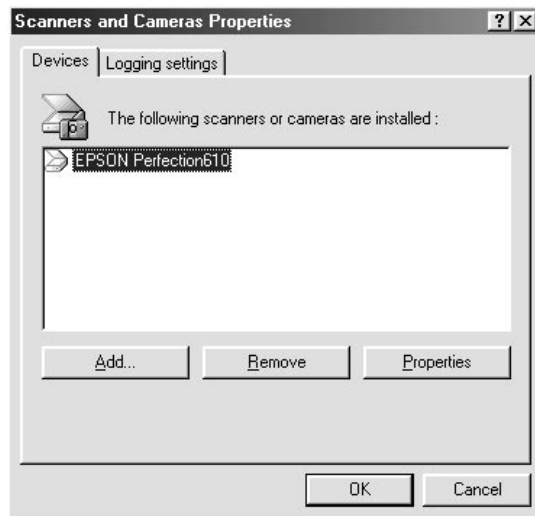 Scanners and Cameras Properties
Devices
Logging settings
The following scanners or cameras are installed :
EPSON Perfection610
Add...
Remove
Properties
OK
Cancel